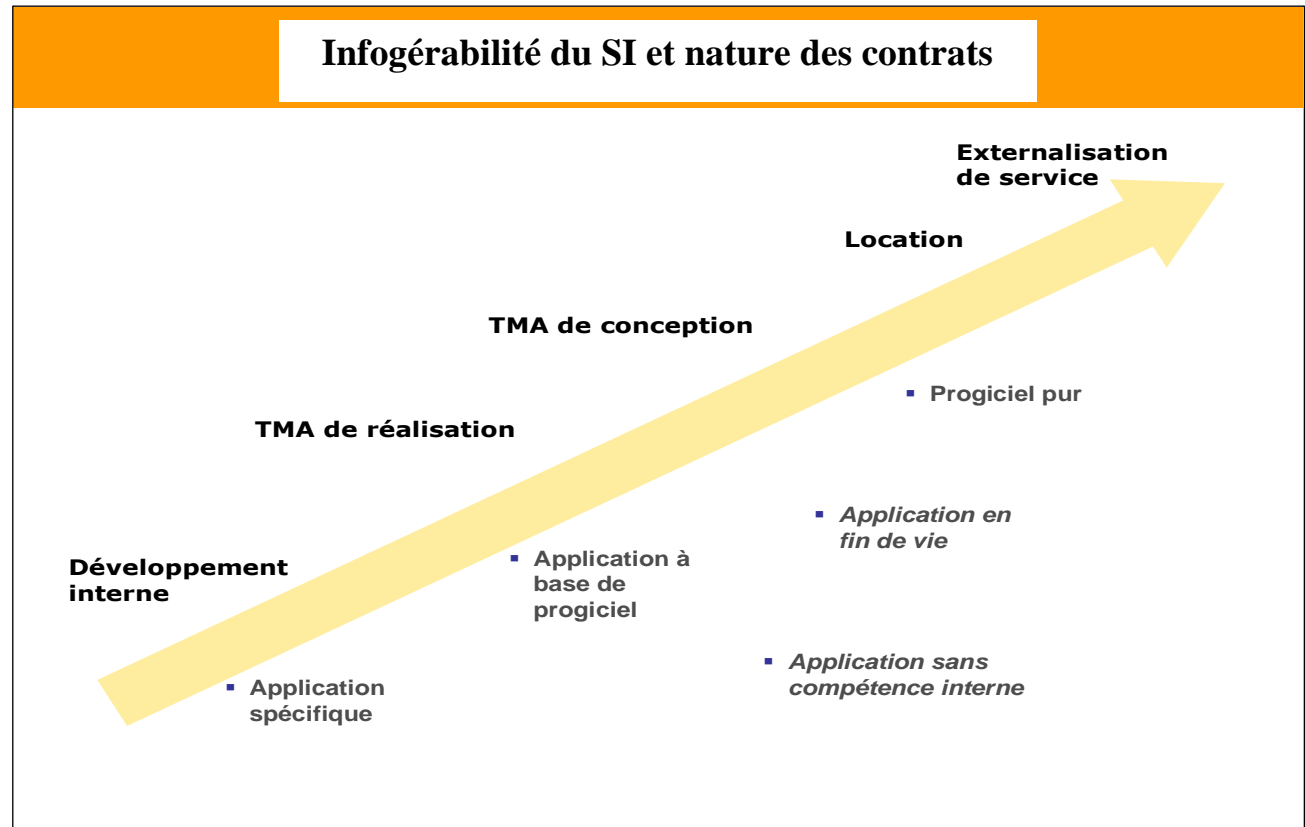 Infogérabilité du SI et nature des contrats
Externalisation
de service
Location
TMA de conception
▪ Progiciel pur
TMA de réalisation
▪ Application en
fin de vie
Développement
interne
▪ Application à
base de
progiciel
▪ Application sans
compétence interne
▪ Application
spécifique